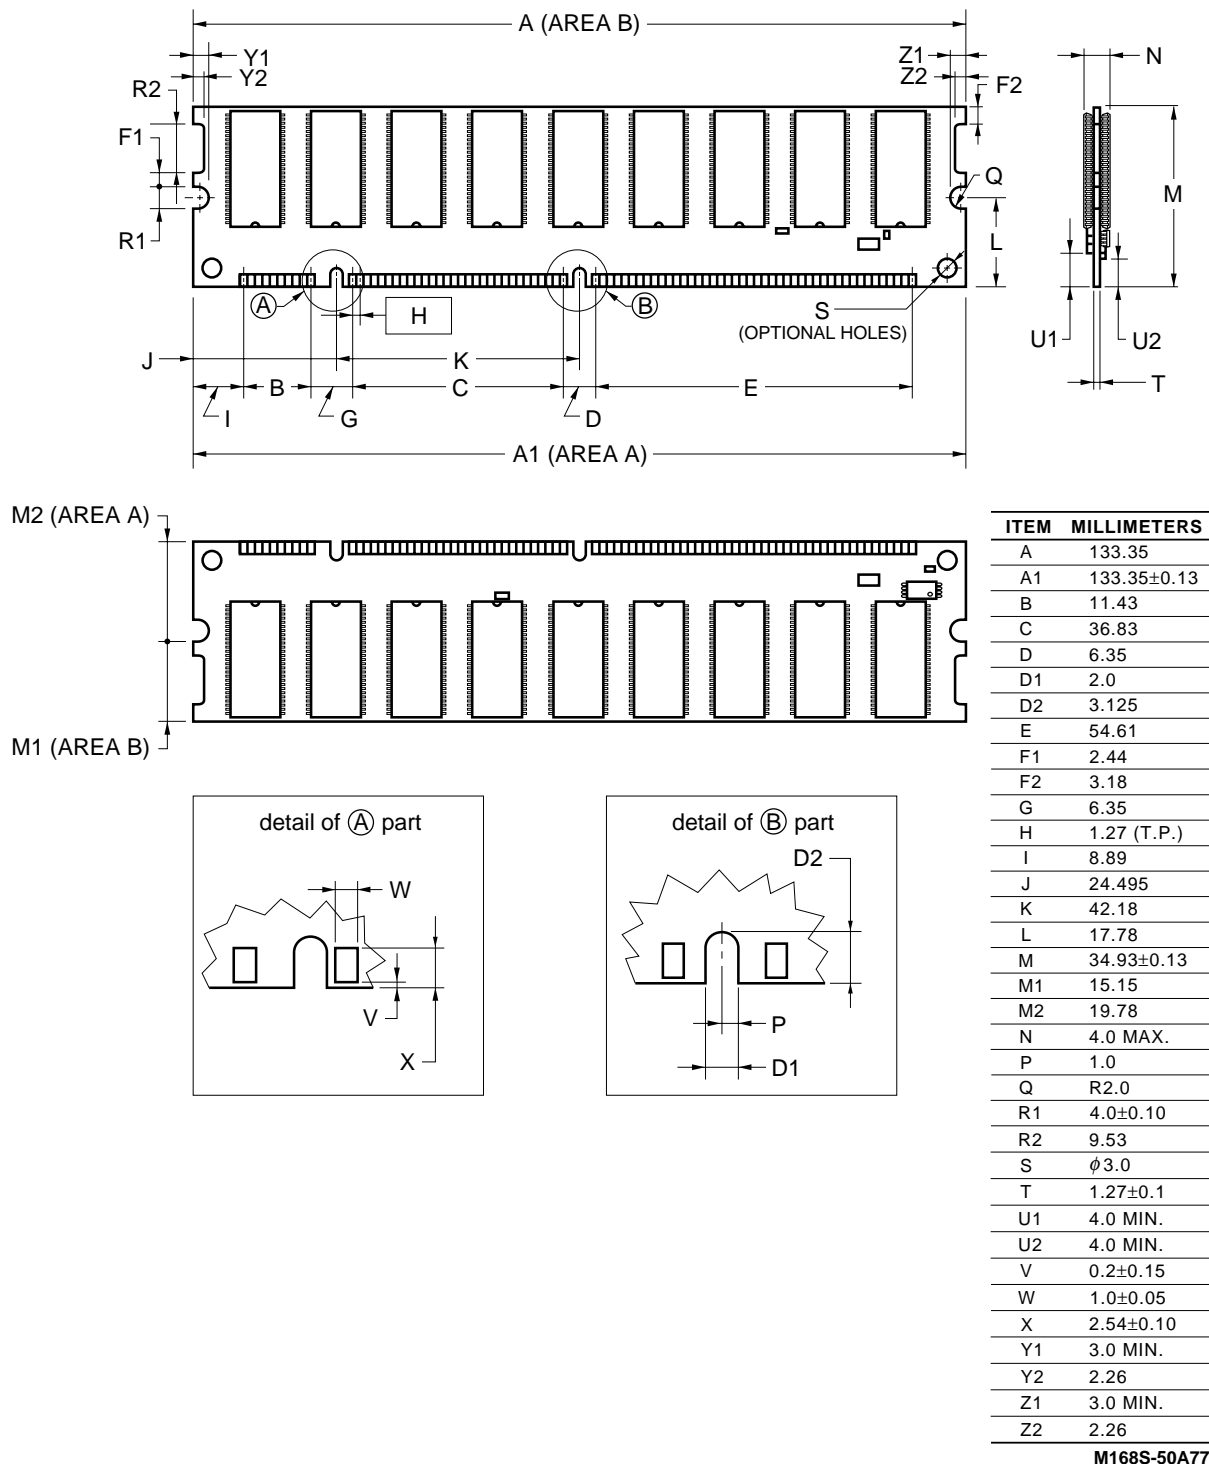 A (AREA B)
Y1
Y2
Z1
Z2
N
R2
F2
F1
Q
M
R1
L
A
H
B
S
(OPTIONAL HOLES)
U1
U2
J
K
B
C
E
T
I
G
D
A1 (AREA A)
M2 (AREA A)
M1 (AREA B)
detail of A part
W
V
X
detail of B part
D2
P
D1
ITEM MILLIMETERS
A 133.35
A1 133.35±0.13
B 11.43
C 36.83
D 6.35
D1 2.0
D2 3.125
E 54.61
F1 2.44
F2 3.18
G 6.35
H 1.27 (T.P.)
I 8.89
J 24.495
K 42.18
L 17.78
M 34.93±0.13
M1 15.15
M2 19.78
N 4.0 MAX.
P 1.0
Q R2.0
R1 4.0±0.10
R2 9.53
S ϕ3.0
T 1.27±0.1
U1 4.0 MIN.
U2 4.0 MIN.
V 0.2±0.15
W 1.0±0.05
X 2.54±0.10
Y1 3.0 MIN.
Y2 2.26
Z1 3.0 MIN.
Z2 2.26
M168S-50A77